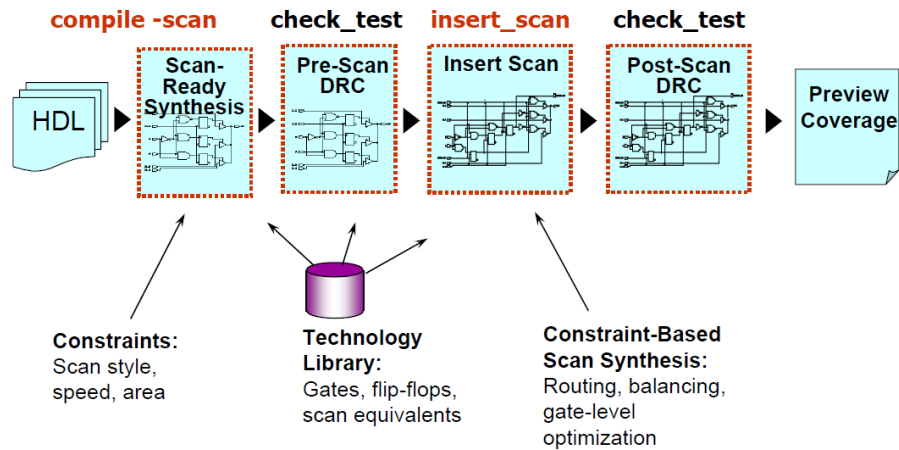 compile -scan
check_test
insert_scan
check_test
HDL
Scan-
Ready
Synthesis
Pre-Scan
DRC
Insert Scan
Post-Scan
DRC
Preview
Coverage
Constraints:
Scan style,
speed, area
Technology
Library:
Gates, flip-flops,
scan equivalents
Constraint-Based
Scan Synthesis:
Routing, balancing,
gate-level
optimization